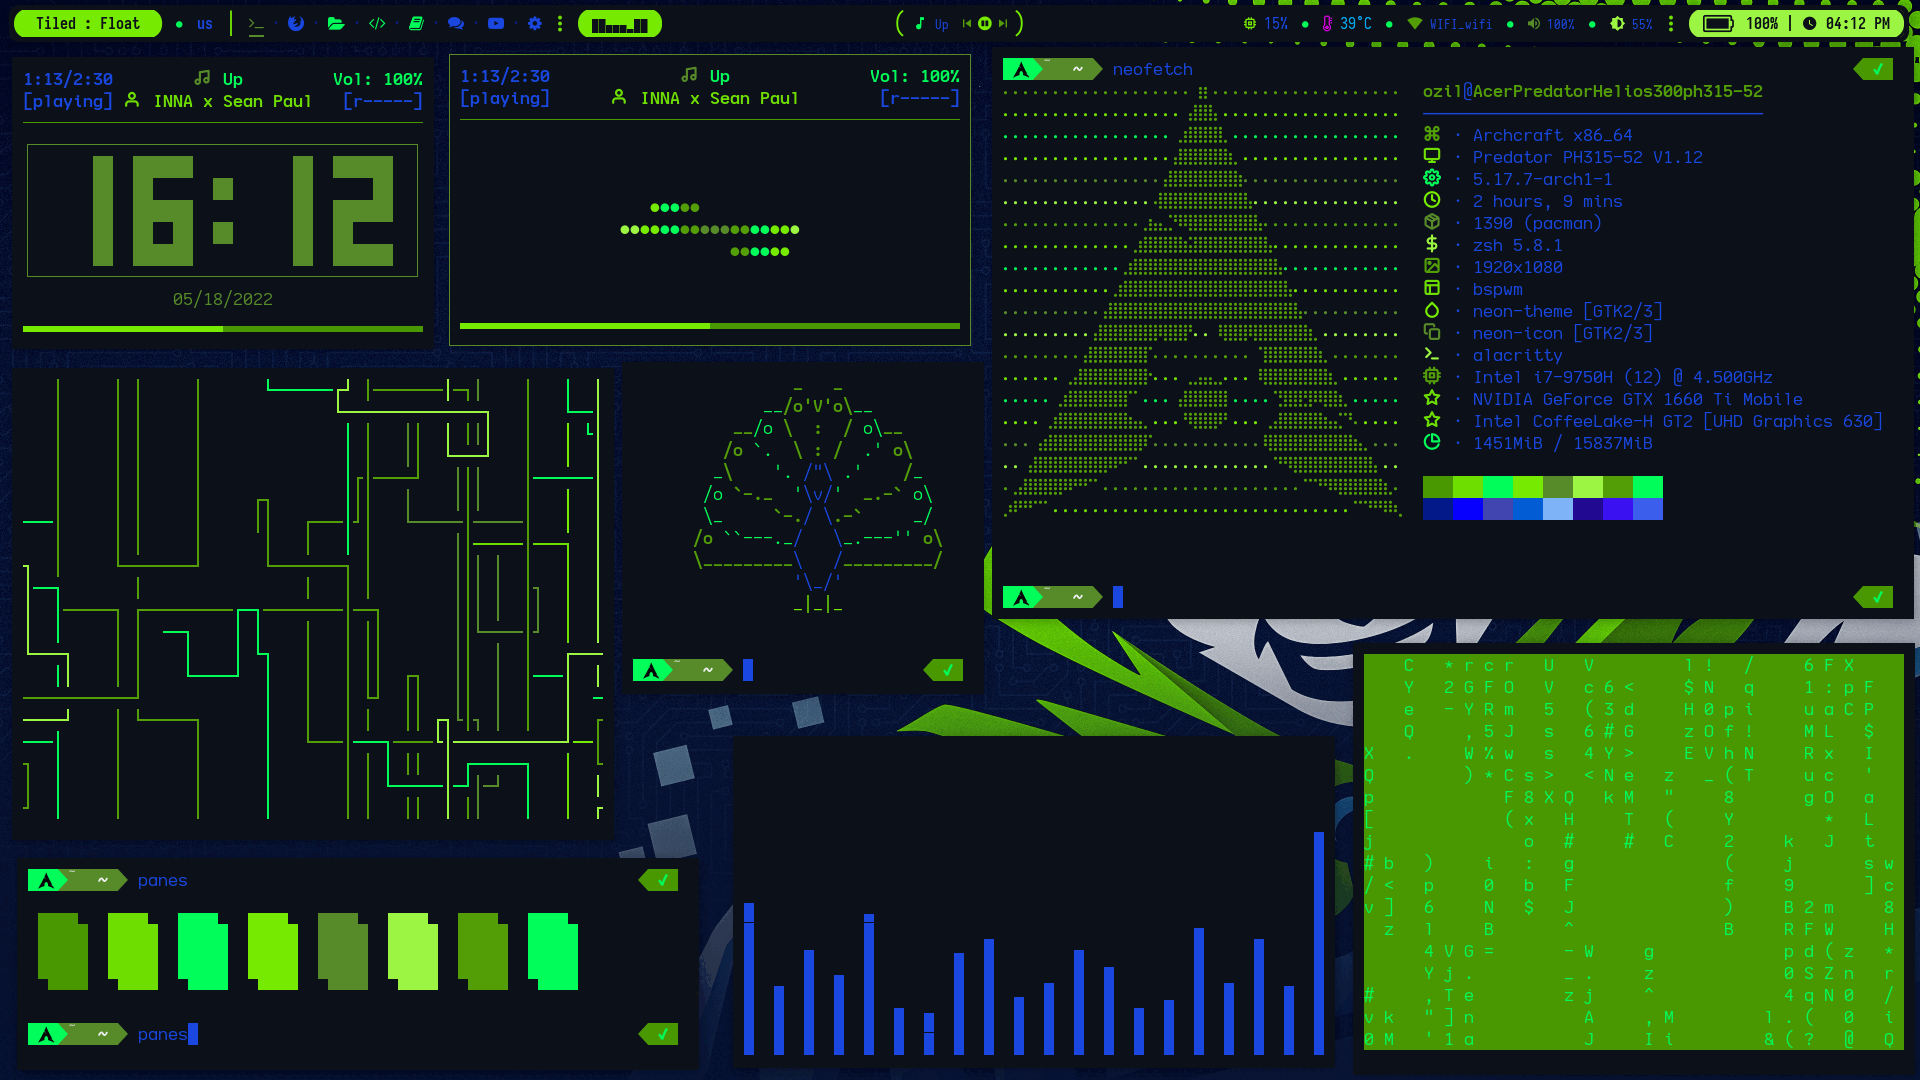 Tiled : Float
us
Up
15%
39°C
WIFI_wifi
100%
55%
100%
04:12 PM
1:13/2:30
Up
Vol: 100%
[playing]
INNA x Sean Paul
[r-----]
16:12
05/18/2022
1:13/2:30
Up
Vol: 100%
[playing]
INNA x Sean Paul
[r-----]
~ neofetch
ozil@AcerPredatorHelios300ph315-52
· Archcraft x86_64
· Predator PH315-52 V1.12
· 5.17.7-arch1-1
· 2 hours, 9 mins
· 1390 (pacman)
· zsh 5.8.1
· 1920x1080
· bspwm
· neon-theme [GTK2/3]
· neon-icon [GTK2/3]
· alacritty
· Intel i7-9750H (12) @ 4.500GHz
· NVIDIA GeForce GTX 1660 Ti Mobile
· Intel CoffeeLake-H GT2 [UHD Graphics 630]
· 1451MiB / 15837MiB
~
~
~ panes
~ panes